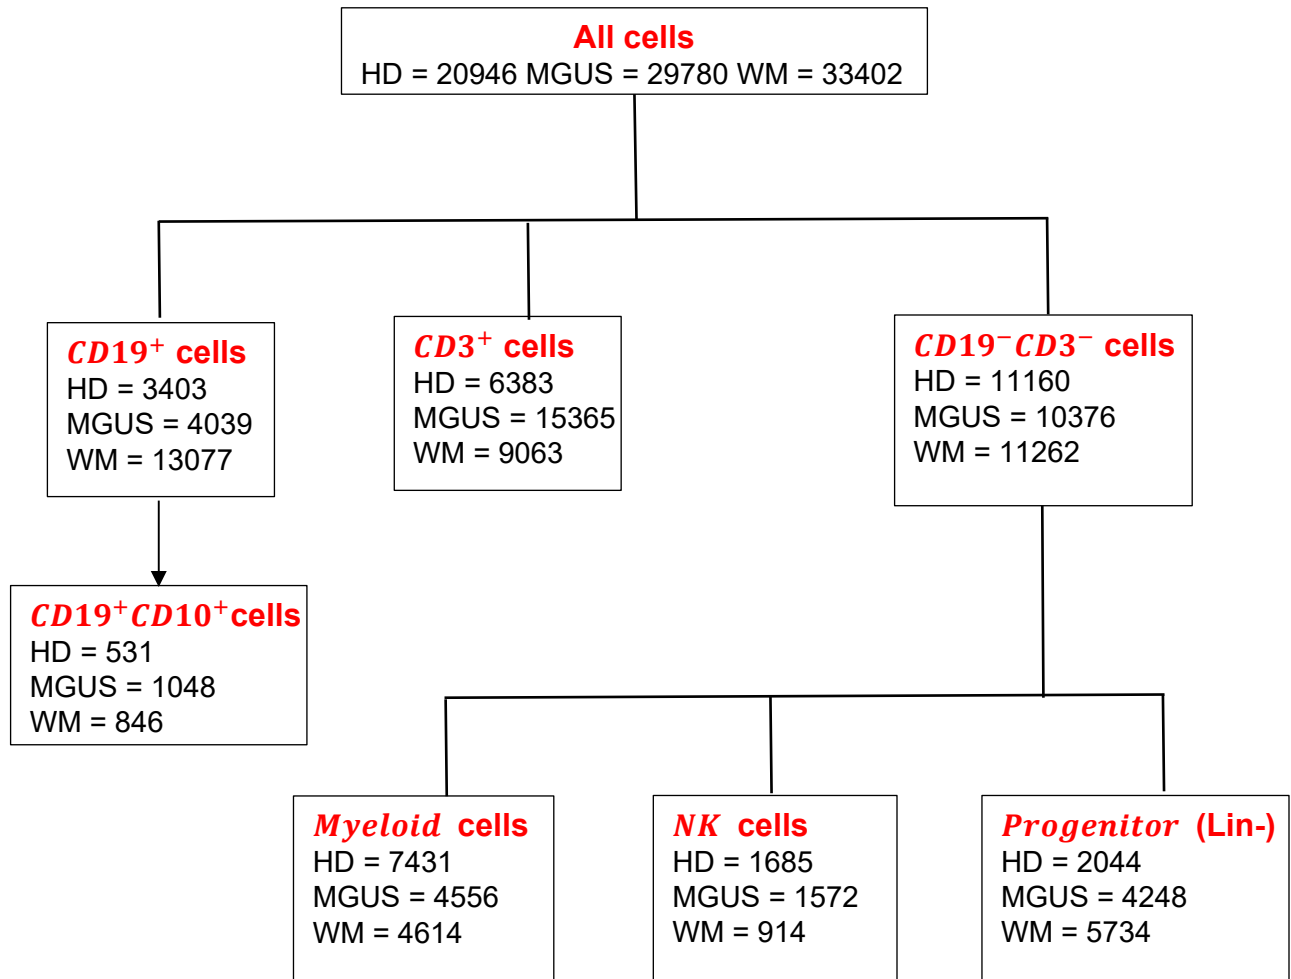 All cells
HD = 20946 MGUS = 29780 WM = 33402
CD19⁺ cells
HD = 3403
MGUS = 4039
WM = 13077
CD3⁺ cells
HD = 6383
MGUS = 15365
WM = 9063
CD19⁻CD3⁻ cells
HD = 11160
MGUS = 10376
WM = 11262
CD19⁺CD10⁺cells
HD = 531
MGUS = 1048
WM = 846
Myeloid cells
HD = 7431
MGUS = 4556
WM = 4614
NK cells
HD = 1685
MGUS = 1572
WM = 914
Progenitor (Lin-)
HD = 2044
MGUS = 4248
WM = 5734